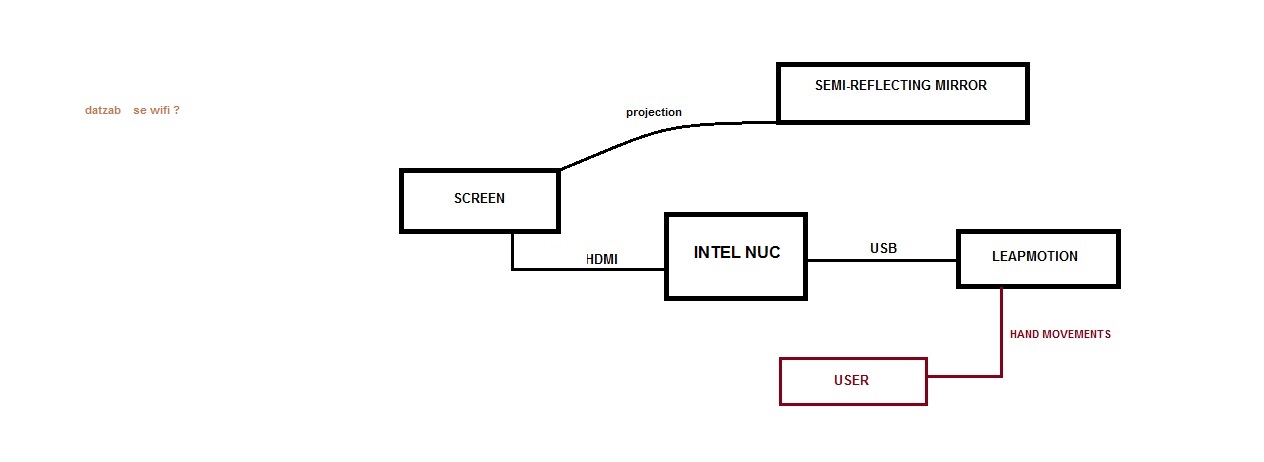 SEMI-REFLECTING MIRROR
datzab se wifi ?
projection
SCREEN
INTEL NUC
USB
HDMI
LEAPMOTION
HAND MOVEMENTS
USER